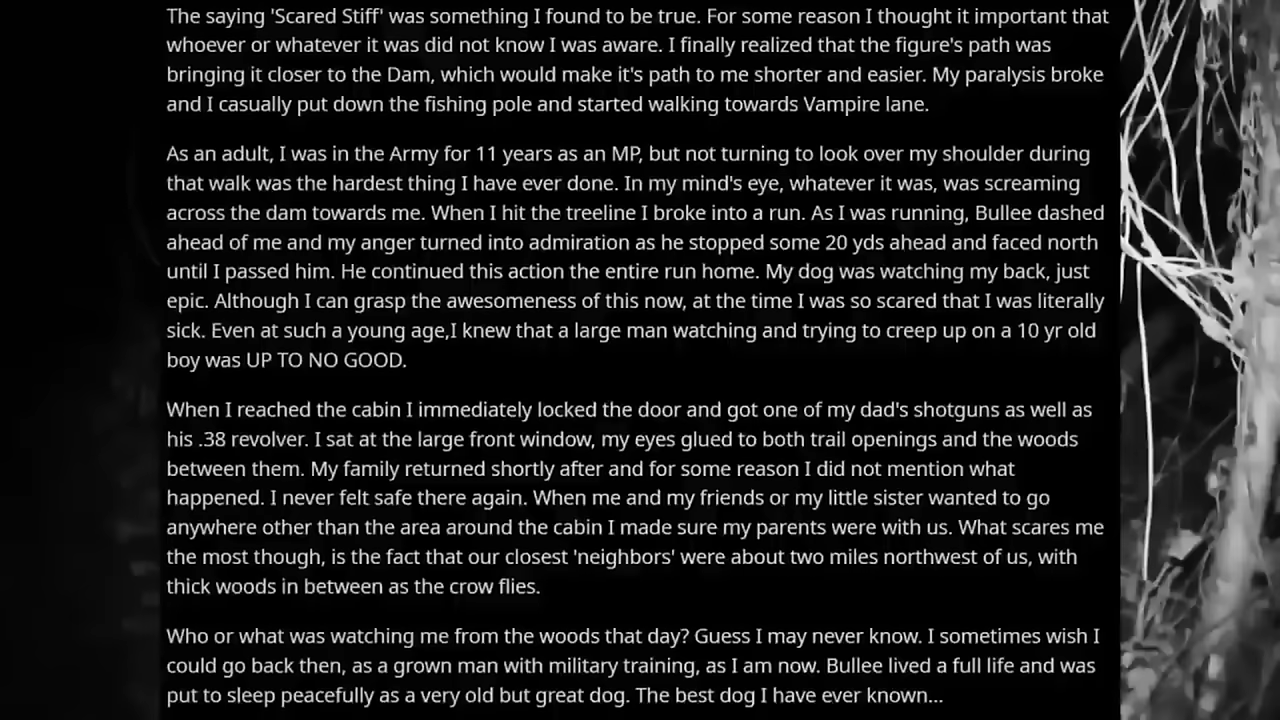 The saying 'Scared Stiff' was something I found to be true. For some reason I thought it important that
whoever or whatever it was did not know I was aware. I finally realized that the figure's path was
bringing it closer to the Dam, which would make it's path to me shorter and easier. My paralysis broke
and I casually put down the fishing pole and started walking towards Vampire lane.
As an adult, I was in the Army for 11 years as an MP, but not turning to look over my shoulder during
that walk was the hardest thing I have ever done. In my mind's eye, whatever it was, was screaming
across the dam towards me. When I hit the treeline I broke into a run. As I was running, Bullee dashed
ahead of me and my anger turned into admiration as he stopped some 20 yds ahead and faced north
until I passed him. He continued this action the entire run home. My dog was watching my back, just
epic. Although I can grasp the awesomeness of this now, at the time I was so scared that I was literally
sick. Even at such a young age,I knew that a large man watching and trying to creep up on a 10 yr old
boy was UP TO NO GOOD.
When I reached the cabin I immediately locked the door and got one of my dad's shotguns as well as
his .38 revolver. I sat at the large front window, my eyes glued to both trail openings and the woods
between them. My family returned shortly after and for some reason I did not mention what
happened. I never felt safe there again. When me and my friends or my little sister wanted to go
anywhere other than the area around the cabin I made sure my parents were with us. What scares me
the most though, is the fact that our closest 'neighbors' were about two miles northwest of us, with
thick woods in between as the crow flies.
Who or what was watching me from the woods that day? Guess I may never know. I sometimes wish I
could go back then, as a grown man with military training, as I am now. Bullee lived a full life and was
put to sleep peacefully as a very old but great dog. The best dog I have ever known...